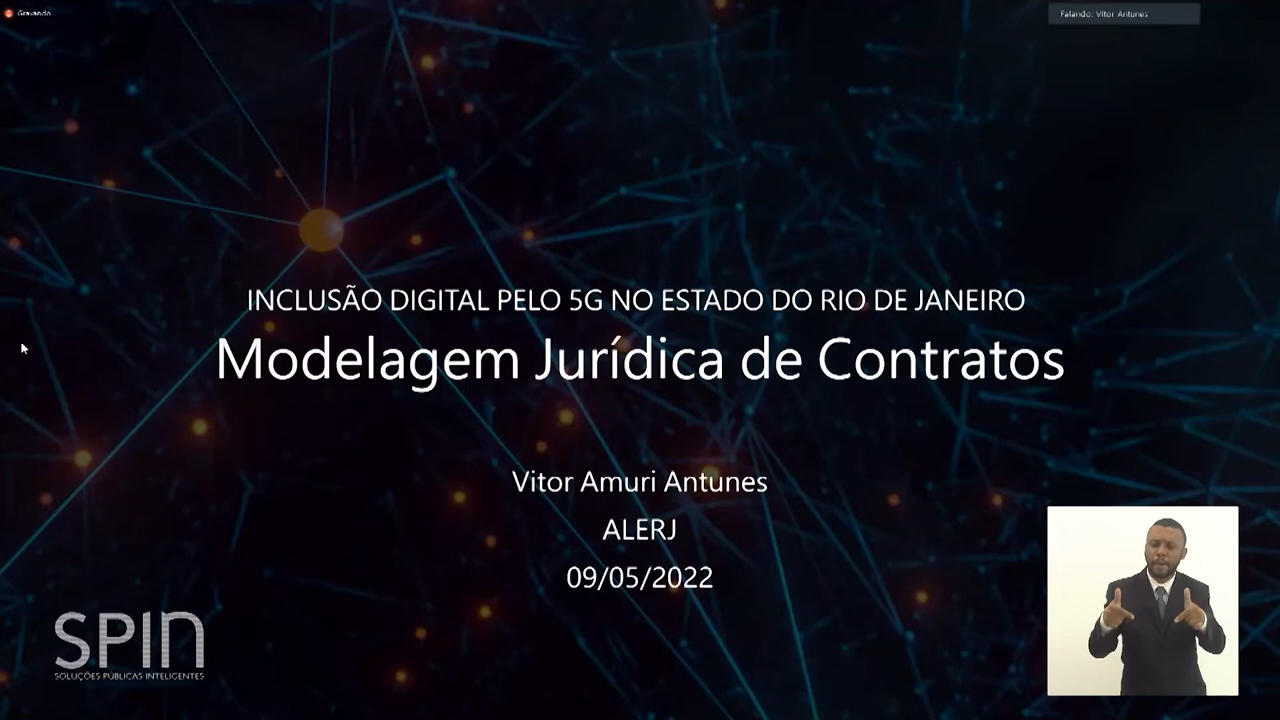 Gravando
Falando: Vitor Antunes
INCLUSÃO DIGITAL PELO 5G NO ESTADO DO RIO DE JANEIRO
Modelagem Jurídica de Contratos
Vitor Amuri Antunes
ALERJ
09/05/2022
SPIN
SOLUÇÕES PÚBLICAS INTELIGENTES